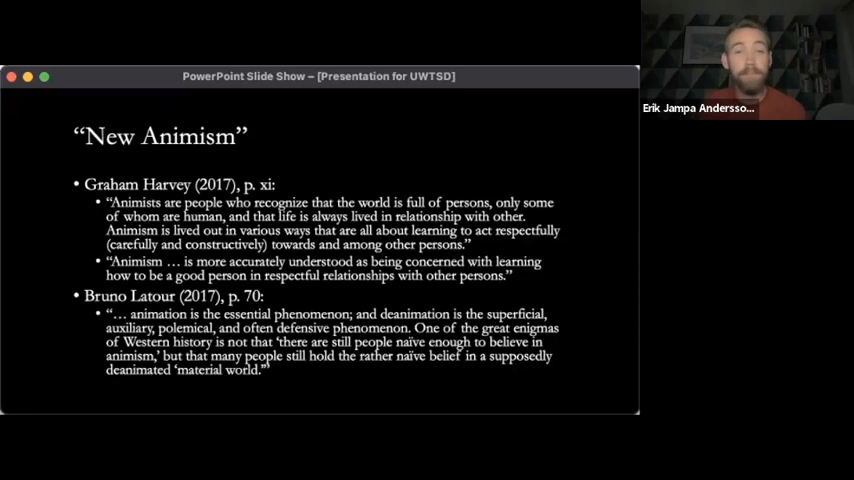 PowerPoint Slide Show – [Presentation for UWTSD]
Erik Jampa Andersso...
“New Animism”
• Graham Harvey (2017), p. xi:
• “Animists are people who recognize that the world is full of persons, only some
of whom are human, and that life is always lived in relationship with other.
Animism is lived out in various ways that are all about learning to act respectfully
(carefully and constructively) towards and among other persons.”
• “Animism … is more accurately understood as being concerned with learning
how to be a good person in respectful relationships with other persons.”
• Bruno Latour (2017), p. 70:
• “… animation is the essential phenomenon; and deanimation is the superficial,
auxiliary, polemical, and often defensive phenomenon. One of the great enigmas
of Western history is not that ‘there are still people naïve enough to believe in
animism,’ but that many people still hold the rather naïve belief in a supposedly
deanimated ‘material world.’”